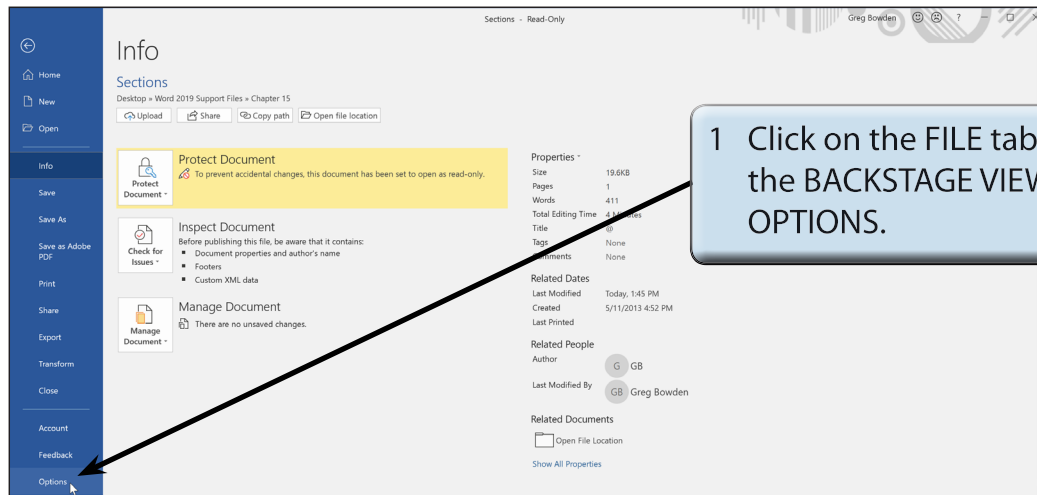 Sections - Read-Only
Greg Bowden
?
Info
Home
Sections
Desktop » Word 2019 Support Files » Chapter 15
New
Upload
Share
Copy path
Open file location
Open
1 Click on the FILE tab
the BACKSTAGE VIEW
OPTIONS.
Info
Save
Save As
Save as Adobe
PDF
Print
Share
Export
Transform
Close
Account
Feedback
Options
Protect
Document
Protect Document
To prevent accidental changes, this document has been set to open as read-only.
Check for
Issues
Inspect Document
Before publishing this file, be aware that it contains:
Document properties and author's name
Footers
Custom XML data
Manage
Document
Manage Document
There are no unsaved changes.
Properties
Size 19.6KB
Pages 1
Words 411
Total Editing Time 4 Minutes
Title @
Tags None
Comments None
Related Dates
Last Modified Today, 1:45 PM
Created 5/11/2013 4:52 PM
Last Printed
Related People
Author G GB
Last Modified By GB Greg Bowden
Related Documents
Open File Location
Show All Properties